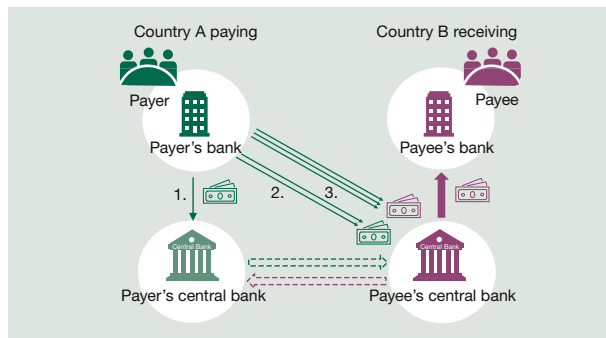 Country A paying
Country B receiving
Payer
Payee
Payer's bank
Payee's bank
1.
2.
3.
Central Bank
Central Bank
Payer's central bank
Payee's central bank